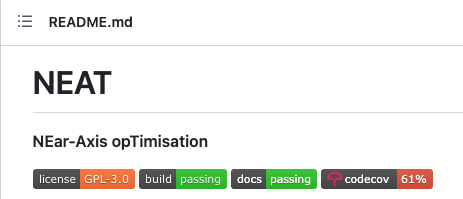 README.md
NEAT
NEar-Axis opTimisation
license GPL-3.0 build passing docs passing codecov 61%